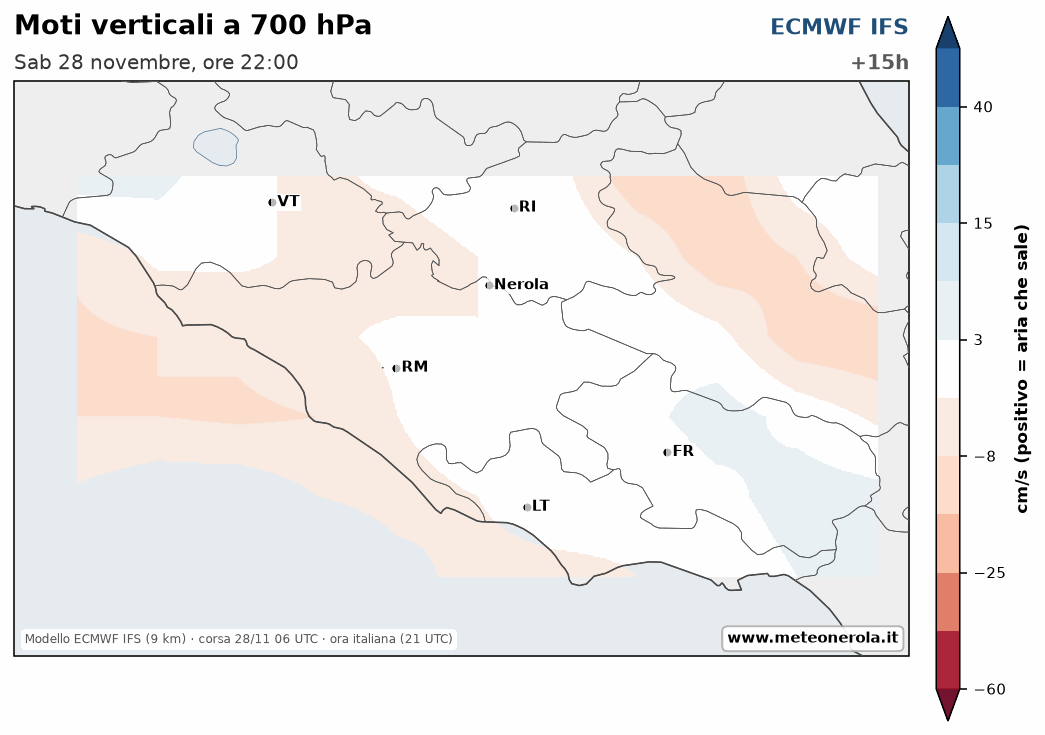 Moti verticali a 700 hPa
ECMWF IFS
Sab 28 novembre, ore 22:00
+15h
VT
RI
Nerola
RM
FR
LT
40
15
3
−8
−25
−60
cm/s (positivo = aria che sale)
Modello ECMWF IFS (9 km) · corsa 28/11 06 UTC · ora italiana (21 UTC)
www.meteonerola.it